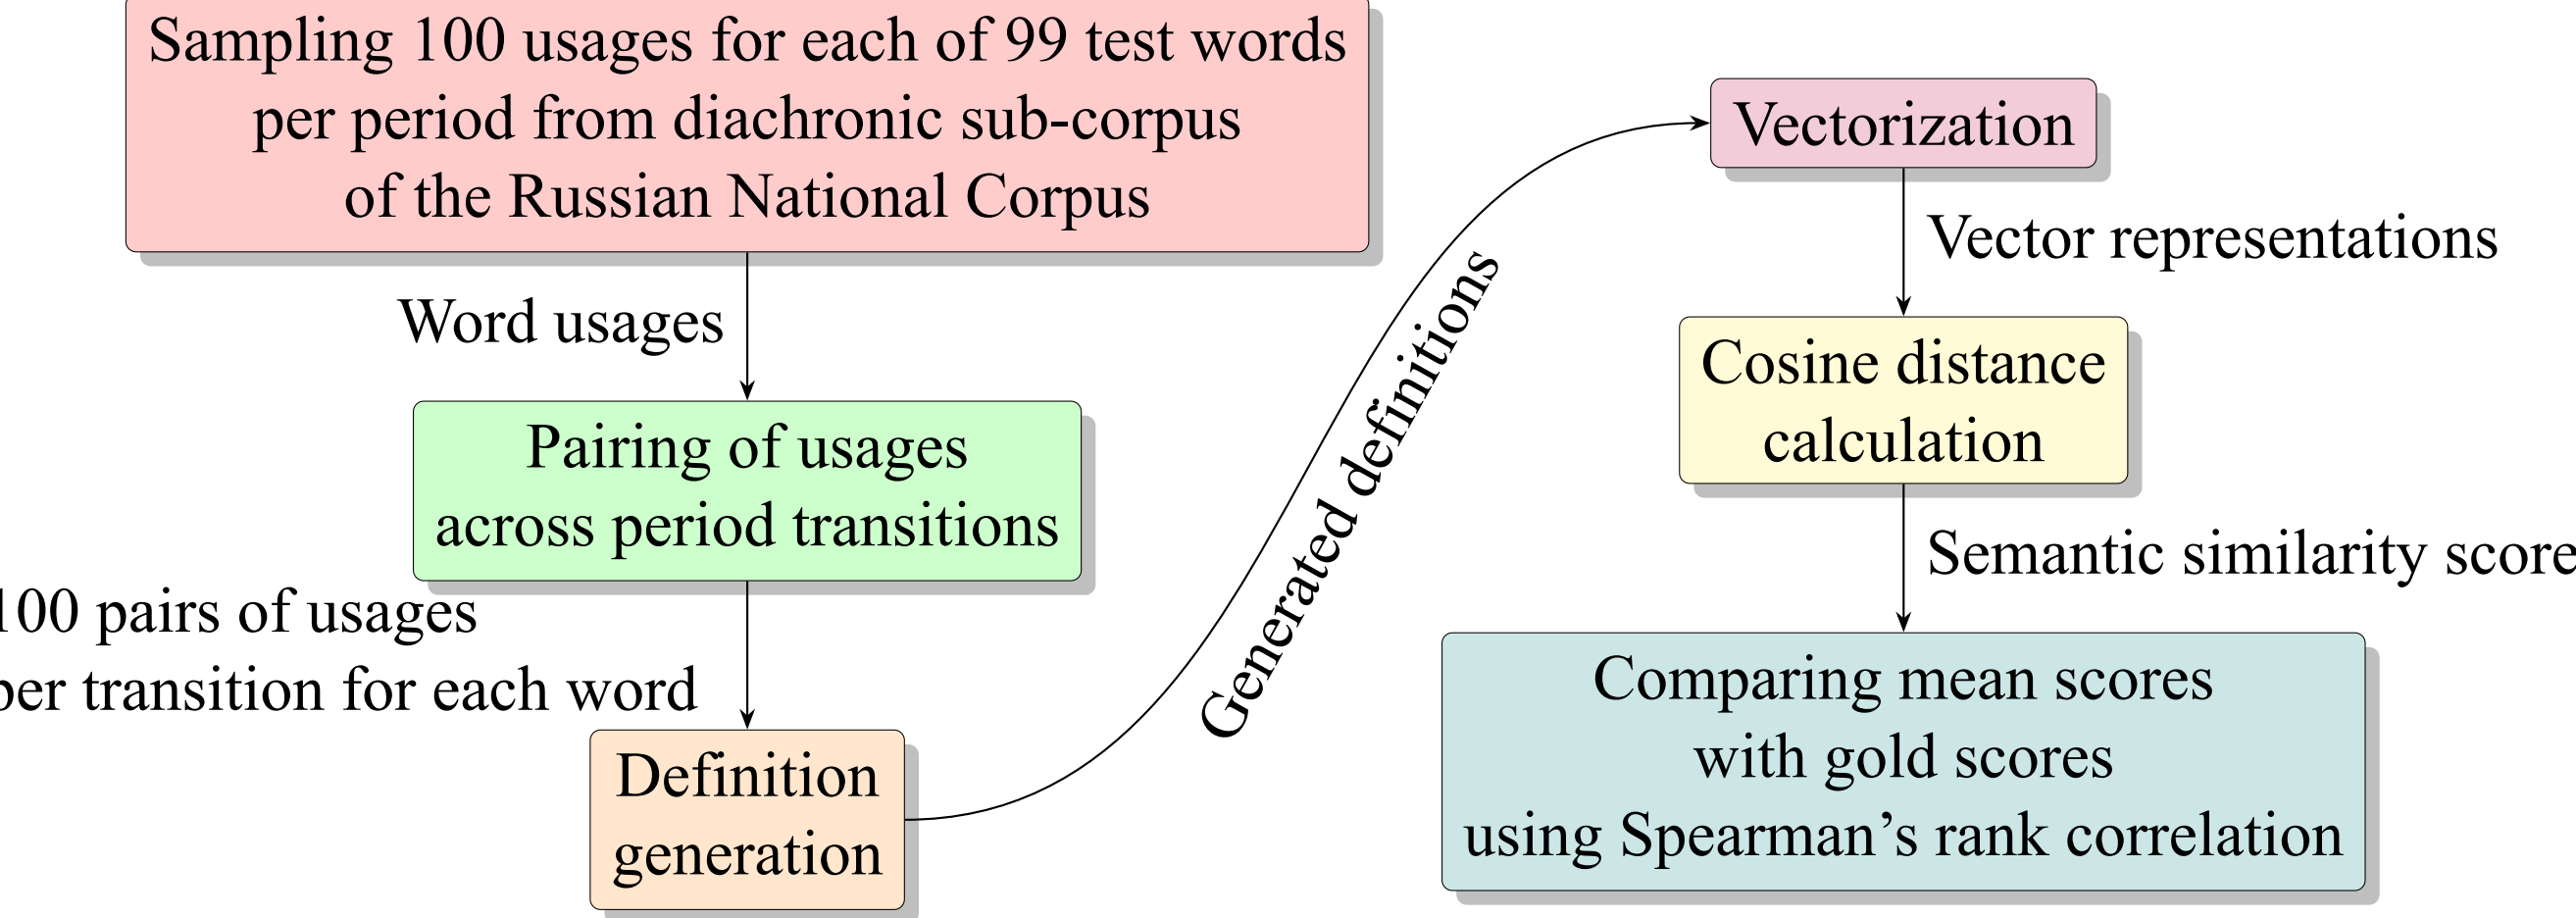 Sampling 100 usages for each of 99 test words
per period from diachronic sub-corpus
of the Russian National Corpus
Word usages
Pairing of usages
across period transitions
100 pairs of usages
per transition for each word
Definition
generation
Generated definitions
Vectorization
Vector representations
Cosine distance
calculation
Semantic similarity score
Comparing mean scores
with gold scores
using Spearman’s rank correlation